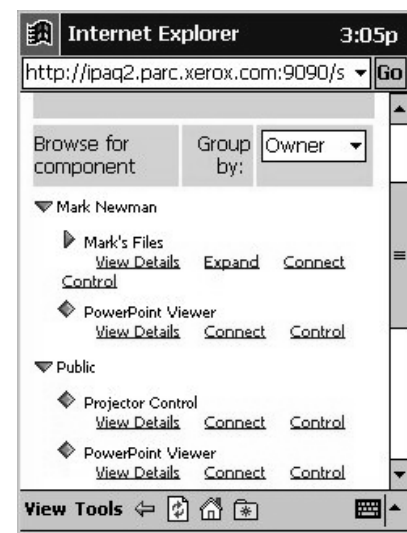 Internet Explorer 3:05p
http://ipaq2.parc.xerox.com:9090/s Go
Browse for component Group by: Owner
Mark Newman
Mark's Files
View Details Expand Connect
Control
PowerPoint Viewer
View Details Connect Control
Public
Projector Control
View Details Connect Control
PowerPoint Viewer
View Details Connect Control
View Tools